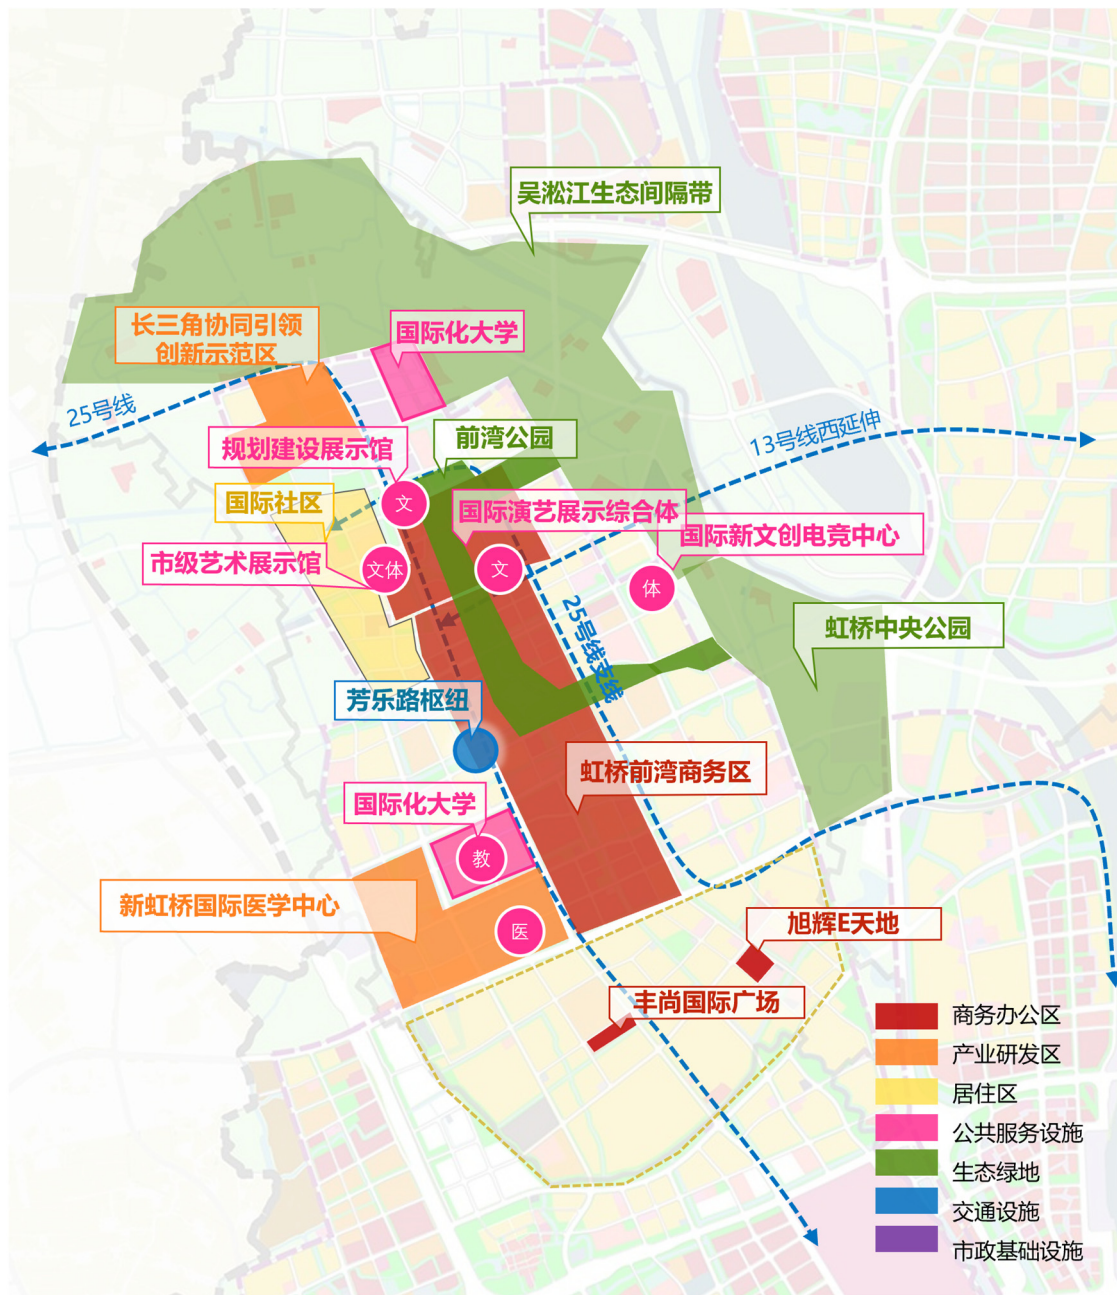 吴淞江生态间隔带
长三角协同引领
创新示范区
国际化大学
25号线
13号线西延伸
规划建设展示馆
前湾公园
国际社区
文
国际演艺展示综合体
国际新文创电竞中心
市级艺术展示馆
文体
文
体
25号线支线
虹桥中央公园
芳乐路枢纽
虹桥前湾商务区
国际化大学
教
新虹桥国际医学中心
医
旭辉E天地
丰尚国际广场
商务办公区
产业研发区
居住区
公共服务设施
生态绿地
交通设施
市政基础设施